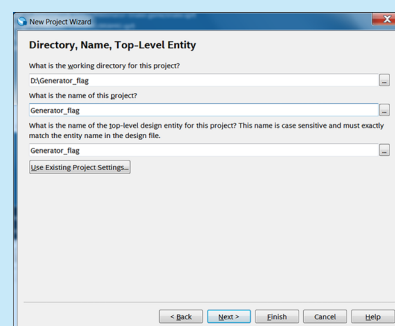 New Project Wizard
Directory, Name, Top-Level Entity
What is the working directory for this project?
D:\Generator_flag
...
What is the name of this project?
Generator_flag
...
What is the name of the top-level design entity for this project? This name is case sensitive and must exactly
match the entity name in the design file.
Generator_flag
...
Use Existing Project Settings...
< Back Next > Finish Cancel Help